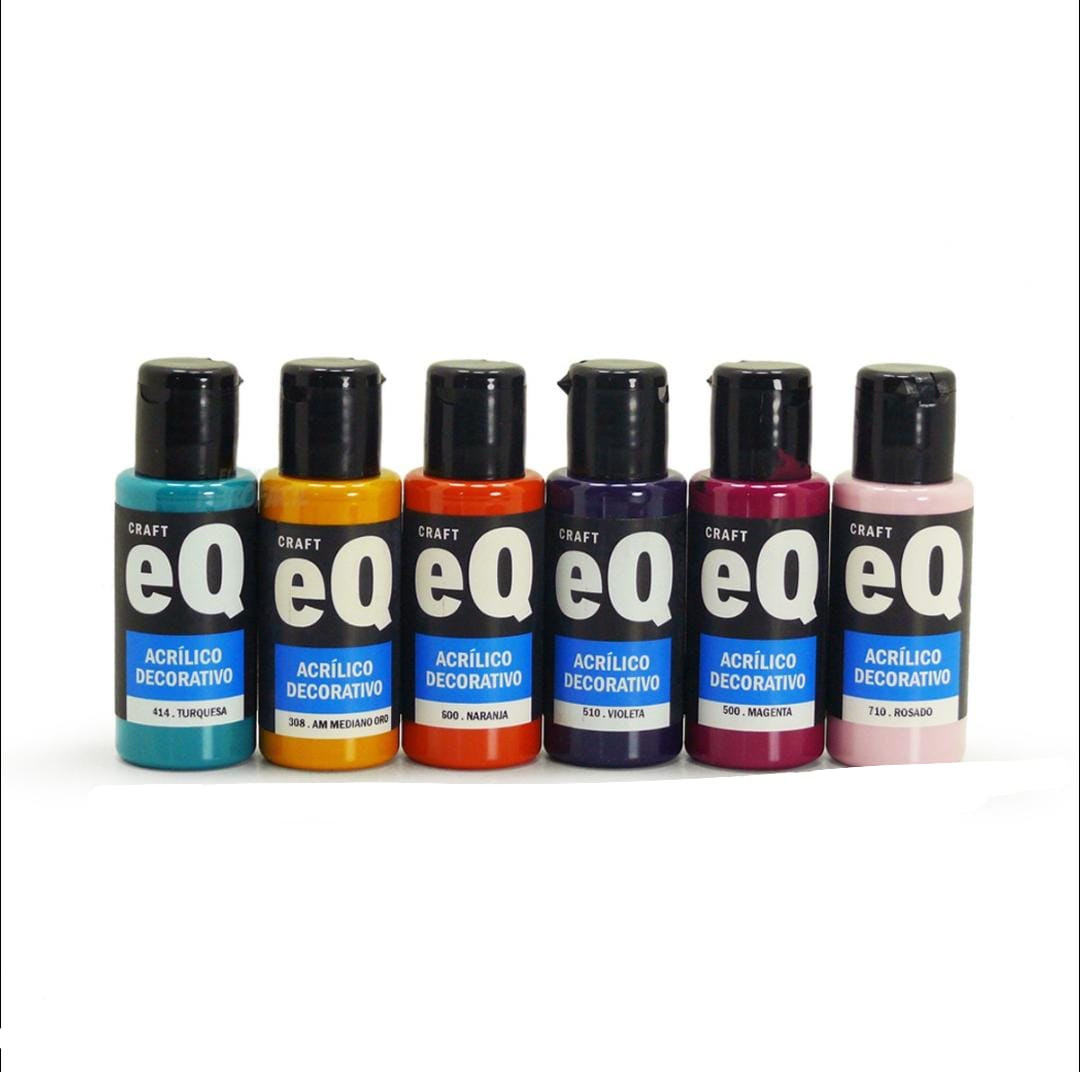 CRAFT
eQ
ACRÍLICO
DECORATIVO
414 . TURQUESA
CRAFT
eQ
ACRÍLICO
DECORATIVO
308 . AM MEDIANO ORO
CRAFT
eQ
ACRÍLICO
DECORATIVO
600 . NARANJA
CRAFT
eQ
ACRÍLICO
DECORATIVO
510 . VIOLETA
CRAFT
eQ
ACRÍLICO
DECORATIVO
500 . MAGENTA
CRAFT
eQ
ACRÍLICO
DECORATIVO
710 . ROSADO